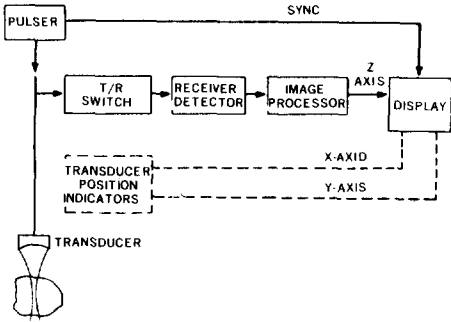 PULSER
SYNC
T/R
SWITCH
RECEIVER
DETECTOR
IMAGE
PROCESSOR
Z
AXIS
DISPLAY
TRANSDUCER
POSITION
INDICATORS
X-AXID
Y-AXIS
TRANSDUCER